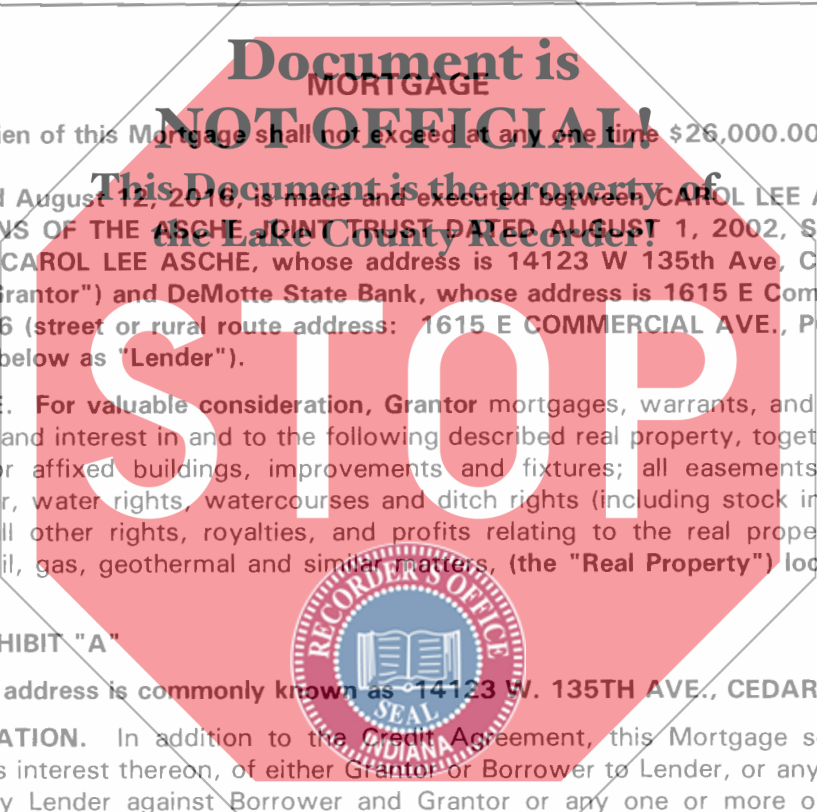 Document is
MORTGAGE
NOT OFFICIAL!
ien of this Mortgage shall not exceed at any one time $26,000.00
This Document is the property of
d August 12, 2016, is made and executed between CAROL LEE A
the Lake County Recorder!
NS OF THE ASCHE JOINT TRUST DATED AUGUST 1, 2002, S
CAROL LEE ASCHE, whose address is 14123 W 135th Ave, C
Grantor") and DeMotte State Bank, whose address is 1615 E Com
6 (street or rural route address: 1615 E COMMERCIAL AVE., P
below as "Lender").
STOP
E. For valuable consideration, Grantor mortgages, warrants, and
and interest in and to the following described real property, toget
or affixed buildings, improvements and fixtures; all easements
r, water rights, watercourses and ditch rights (including stock in
ll other rights, royalties, and profits relating to the real prope
il, gas, geothermal and similar matters, (the "Real Property") loc
RECORDER'S OFFICE
HIBIT "A"
address is commonly known as 14123 W. 135TH AVE., CEDAR
SEAL
INDIANA
ATION. In addition to the Credit Agreement, this Mortgage s
s interest thereon, of either Grantor or Borrower to Lender, or any
y Lender against Borrower and Grantor or any one or more o